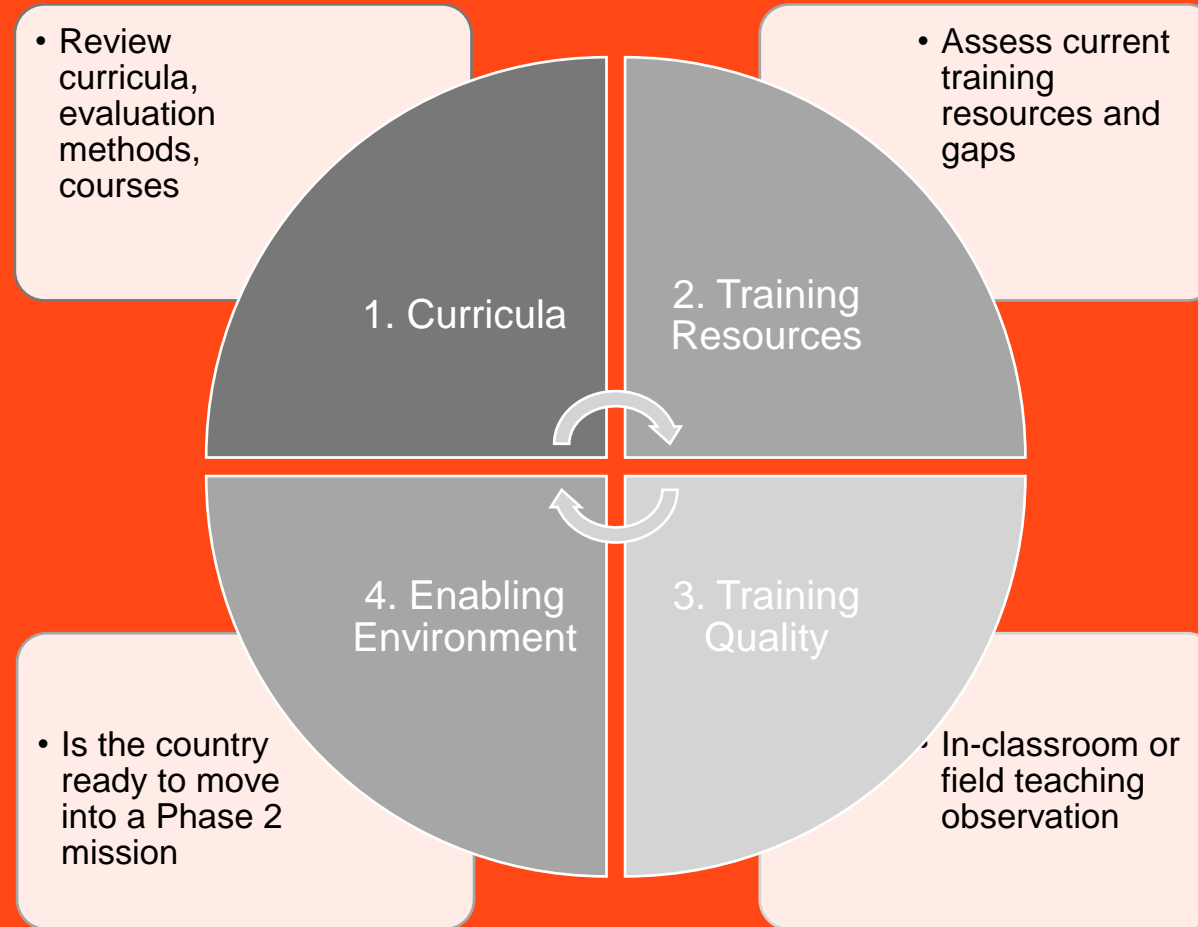 • Review
curricula,
evaluation
methods,
courses
• Assess current
training
resources and
gaps
1. Curricula
2. Training
Resources
4. Enabling
Environment
3. Training
Quality
• Is the country
ready to move
into a Phase 2
mission
• In-classroom or
field teaching
observation